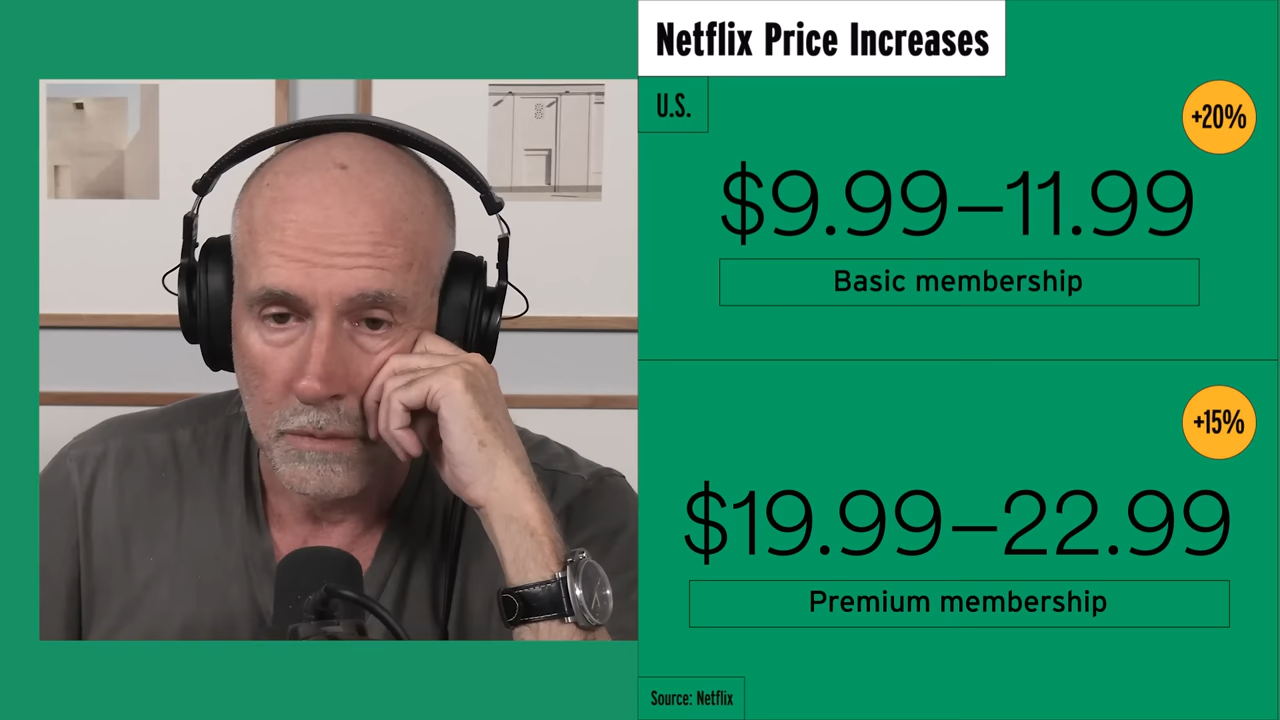 Netflix Price Increases
U.S.
+20%
$9.99–11.99
Basic membership
+15%
$19.99–22.99
Premium membership
Source: Netflix